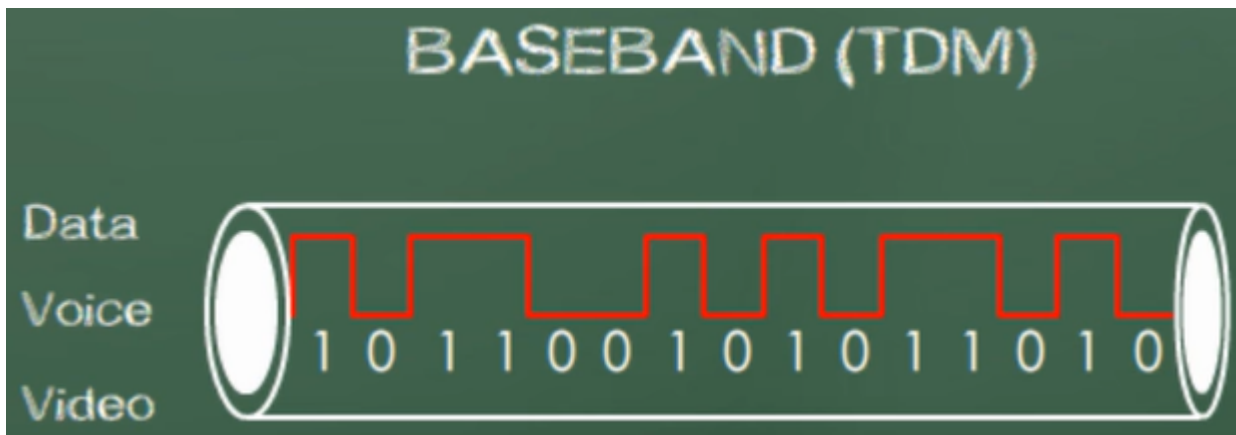 BASEBAND (TDM)
Data
Voice
1 0 1 1 0 0 1 0 1 0 1 1 0 1 0
Video